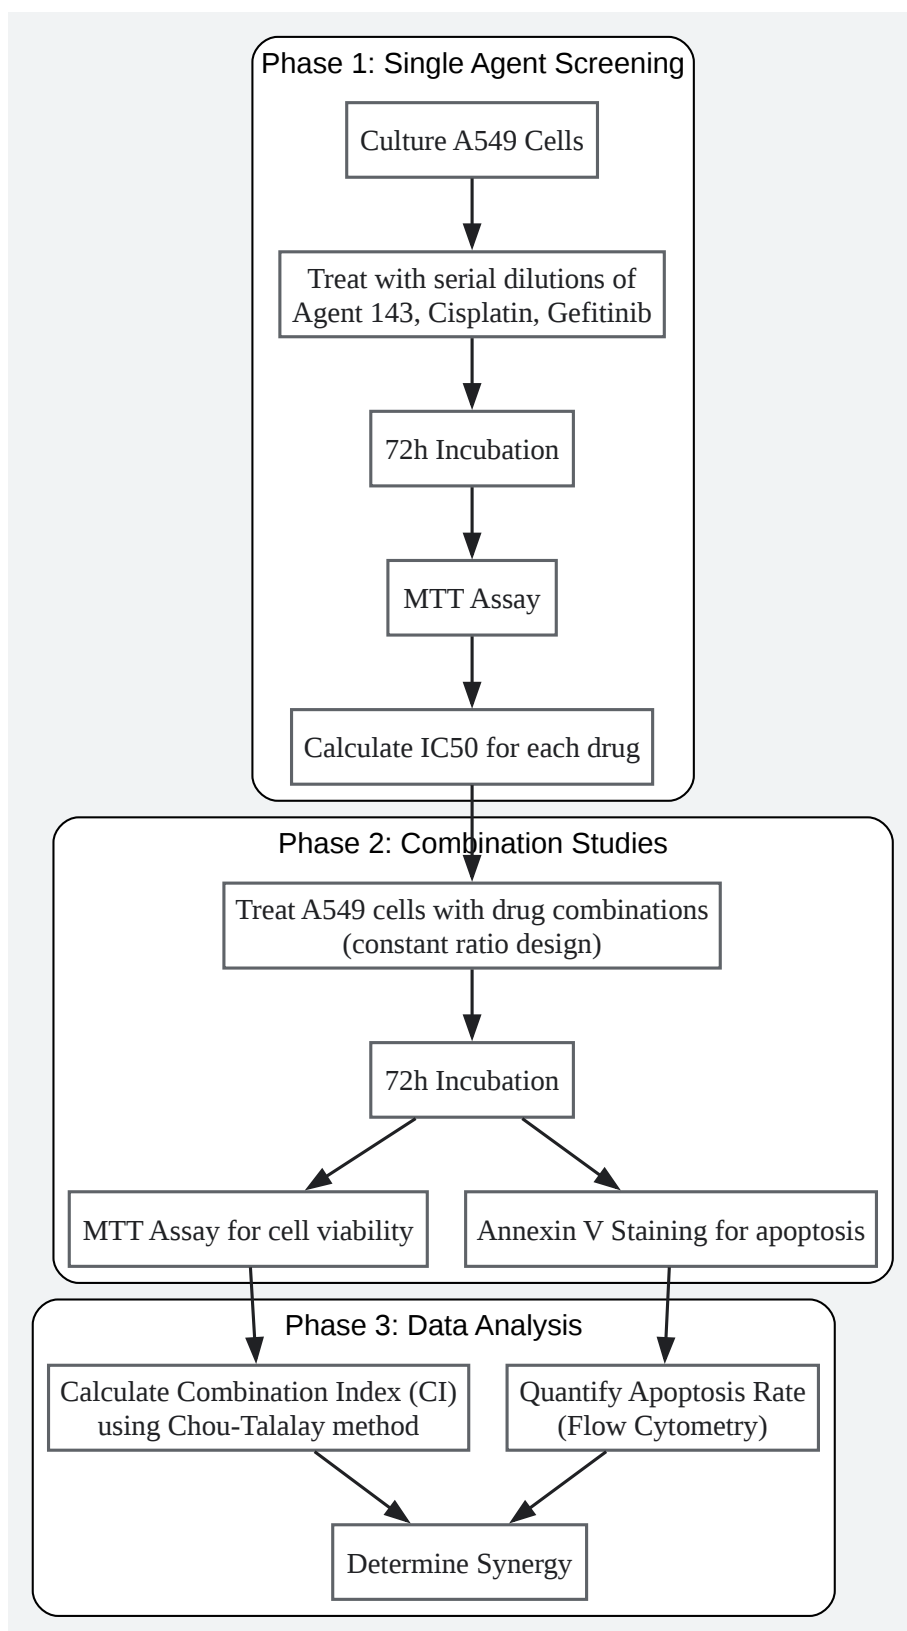 Phase 1: Single Agent Screening
Culture A549 Cells
Treat with serial dilutions of
Agent 143, Cisplatin, Gefitinib
72h Incubation
MTT Assay
Calculate IC50 for each drug
Phase 2: Combination Studies
Treat A549 cells with drug combinations
(constant ratio design)
72h Incubation
MTT Assay for cell viability
Annexin V Staining for apoptosis
Phase 3: Data Analysis
Calculate Combination Index (CI)
using Chou-Talalay method
Quantify Apoptosis Rate
(Flow Cytometry)
Determine Synergy